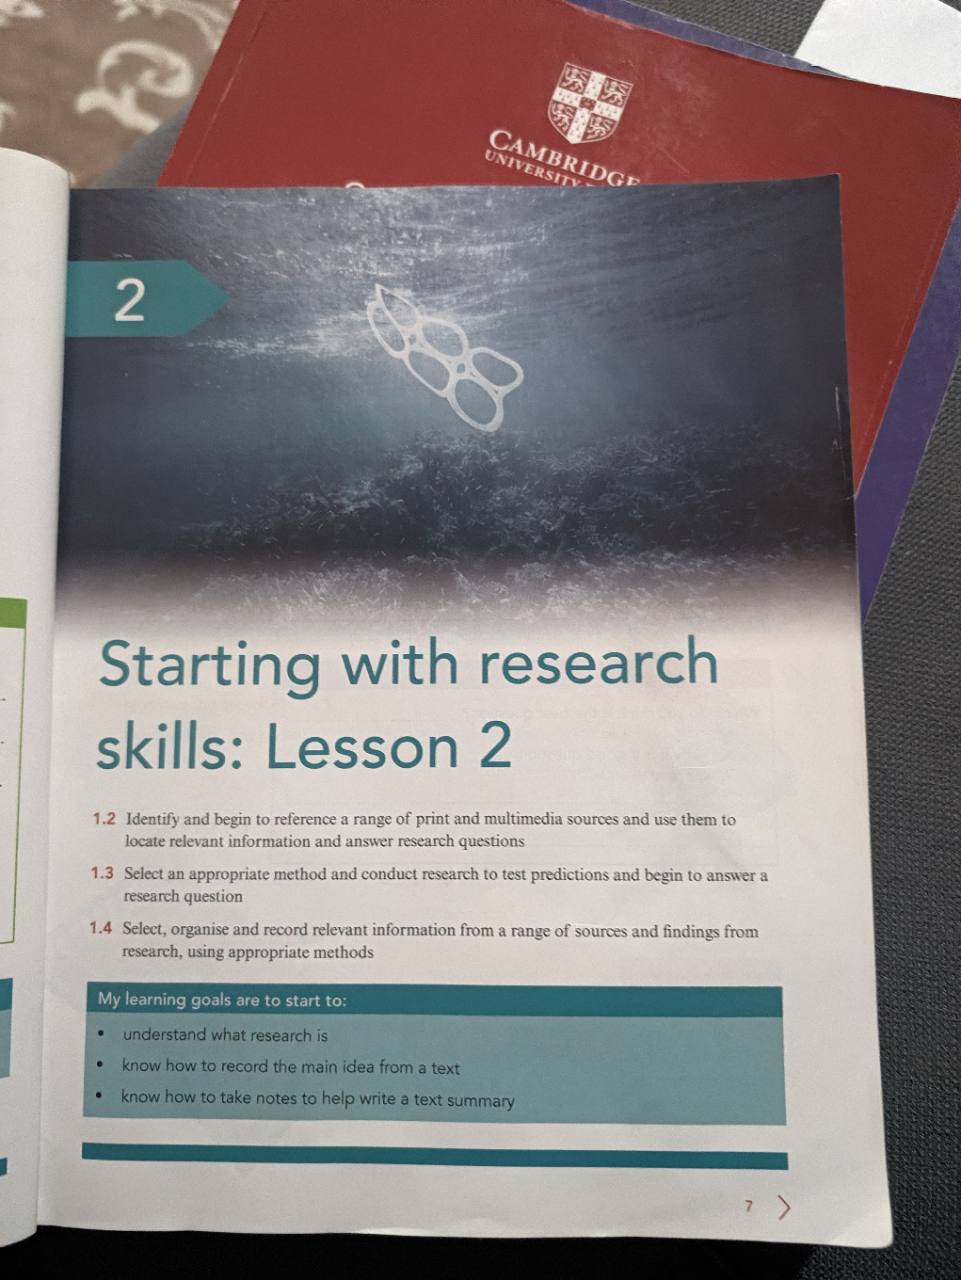 CAMBRIDGE
UNIVERSITY
2
Starting with research
skills: Lesson 2
1.2 Identify and begin to reference a range of print and multimedia sources and use them to
locate relevant information and answer research questions
1.3 Select an appropriate method and conduct research to test predictions and begin to answer a
research question
1.4 Select, organise and record relevant information from a range of sources and findings from
research, using appropriate methods
My learning goals are to start to:
• understand what research is
• know how to record the main idea from a text
• know how to take notes to help write a text summary
7